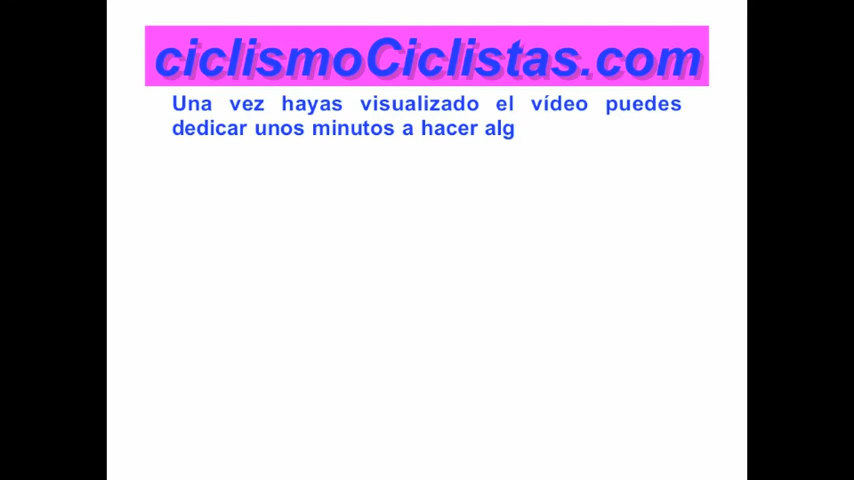 ciclismoCiclistas.com
Una vez hayas visualizado el vídeo puedes
dedicar unos minutos a hacer alg